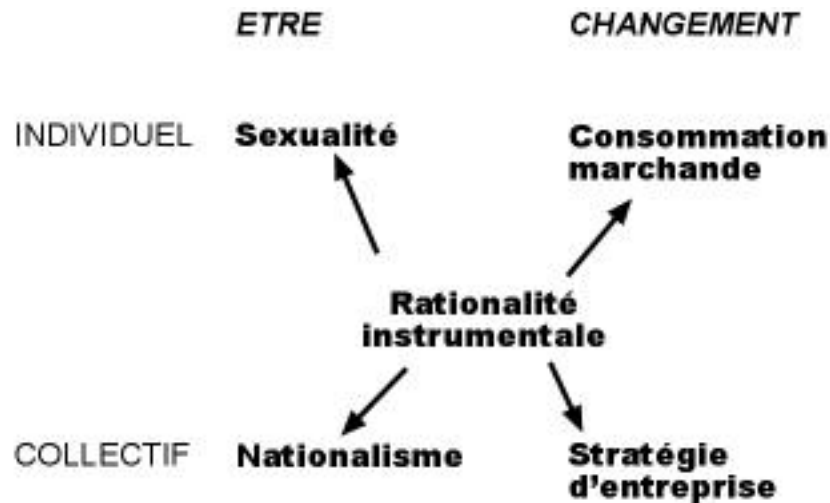 ETRE CHANGEMENT
INDIVIDUEL Sexualité Consommation
marchande
Rationalité
instrumentale
COLLECTIF Nationalisme Stratégie
d'entreprise